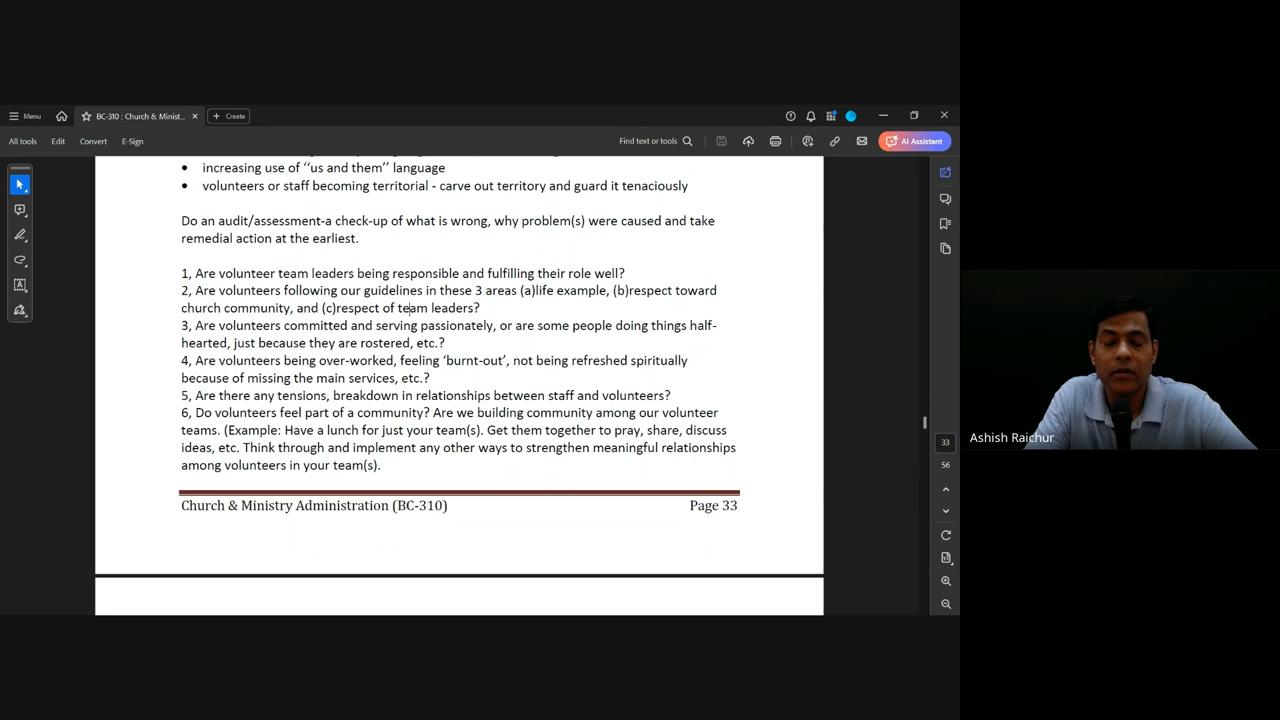 Menu
BC-310 : Church & Minist...
Create
All tools
Edit
Convert
E-Sign
Find text or tools
AI Assistant
• increasing use of ‘‘us and them’’ language
• volunteers or staff becoming territorial - carve out territory and guard it tenaciously
Do an audit/assessment-a check-up of what is wrong, why problem(s) were caused and take
remedial action at the earliest.
1, Are volunteer team leaders being responsible and fulfilling their role well?
2, Are volunteers following our guidelines in these 3 areas (a)life example, (b)respect toward
church community, and (c)respect of team leaders?
3, Are volunteers committed and serving passionately, or are some people doing things half-
hearted, just because they are rostered, etc.?
4, Are volunteers being over-worked, feeling ‘burnt-out’, not being refreshed spiritually
because of missing the main services, etc.?
5, Are there any tensions, breakdown in relationships between staff and volunteers?
6, Do volunteers feel part of a community? Are we building community among our volunteer
teams. (Example: Have a lunch for just your team(s). Get them together to pray, share, discuss
ideas, etc. Think through and implement any other ways to strengthen meaningful relationships
among volunteers in your team(s).
Church & Ministry Administration (BC-310) Page 33
33
56
Ashish Raichur